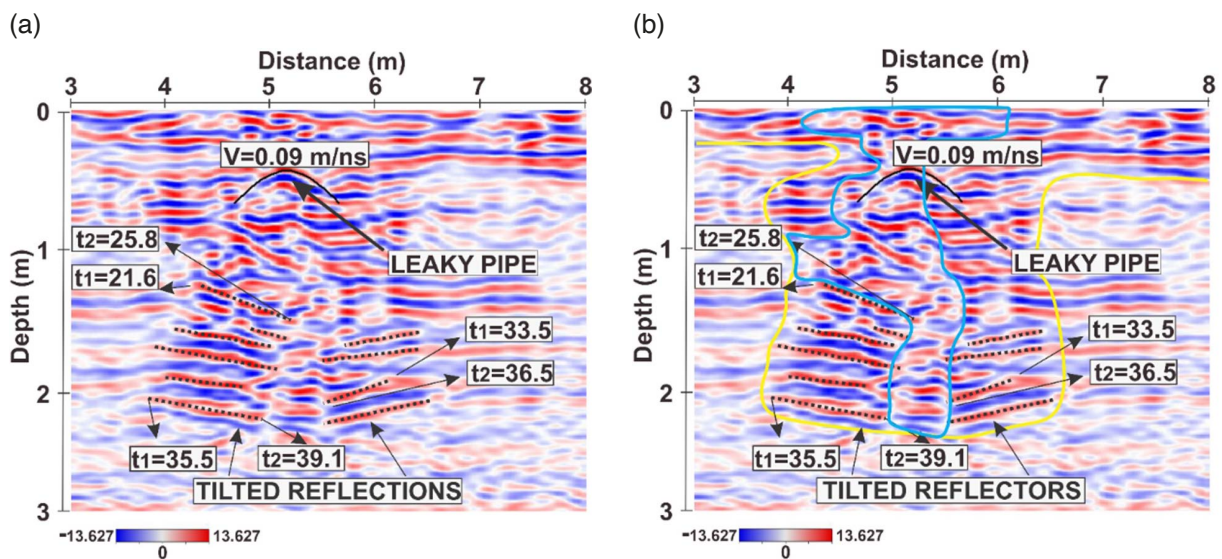 (a)
Distance (m)
3 4 5 6 7 8
0
V=0.09 m/ns
t2=25.8
1
LEAKY PIPE
t1=21.6
Depth (m)
t1=33.5
2
t2=36.5
t1=35.5
t2=39.1
TILTED REFLECTIONS
3
−13.627 13.627
0
(b)
Distance (m)
3 4 5 6 7 8
0
V=0.09 m/ns
t2=25.8
1
LEAKY PIPE
t1=21.6
Depth (m)
t1=33.5
2
t2=36.5
t1=35.5
t2=39.1
TILTED REFLECTORS
3
−13.627 13.627
0